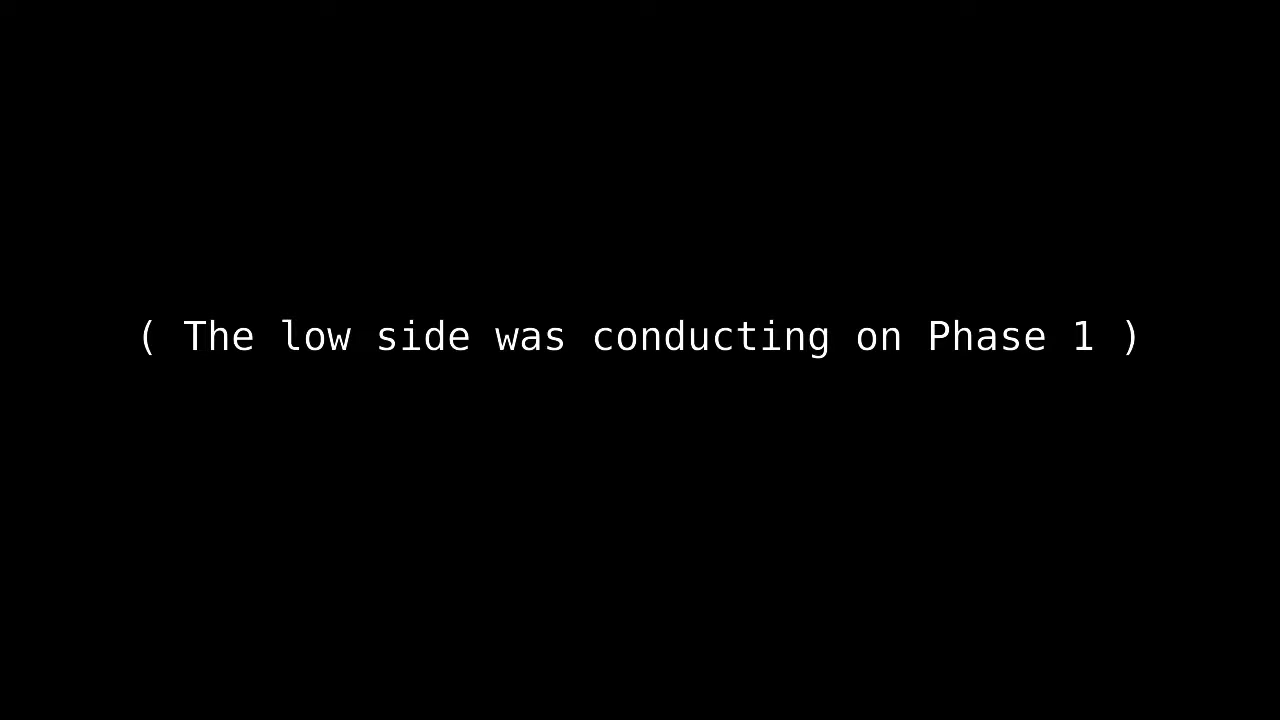 ( The low side was conducting on Phase 1 )